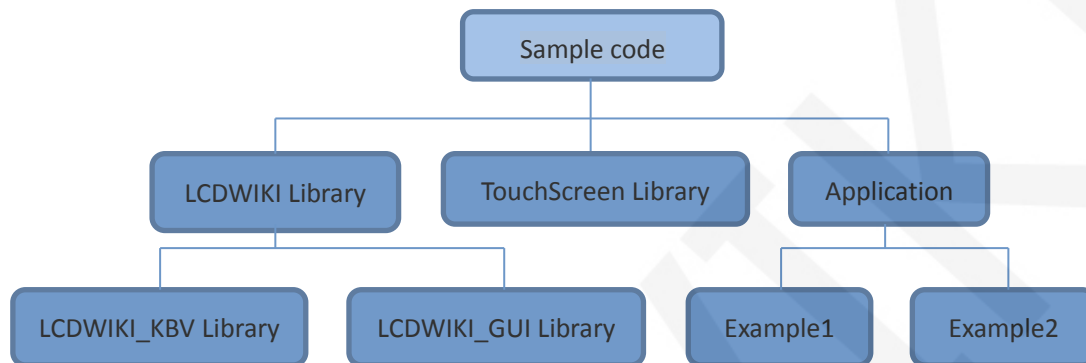 Sample code
LCDWIKI Library
TouchScreen Library
Application
LCDWIKI_KBV Library
LCDWIKI_GUI Library
Example1
Example2